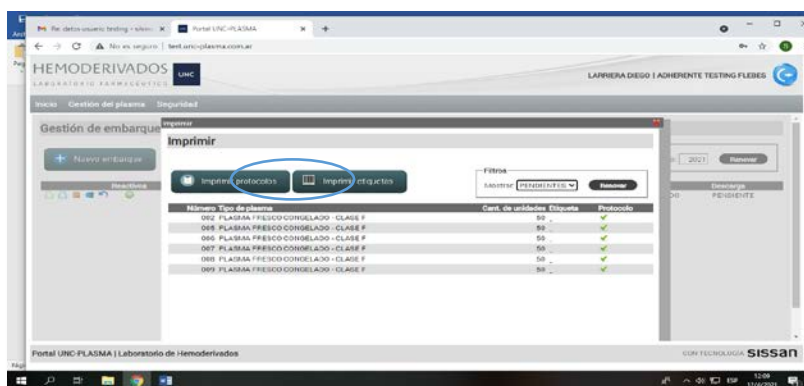 Portal UNC-PLASMA
No es seguro | test.unc-plasma.com.ar
HEMODERIVADOS UNC
LABORATORIO FARMACÉUTICO
LARRIERA DIEGO | ADHERENTE TESTING FLEBES
Inicio Gestión del plasma Seguridad
Gestión de embarque
Imprimir
Imprimir
Nuevo embarque
2021 Renovar
Imprimir protocolos Imprimir etiquetas
Filtros
Mostrar PENDIENTES Renovar
Reactivos
Descarga
PENDIENTE
Número Tipo de plasma Cant. de unidades Etiqueta Protocolo
002 PLASMA FRESCO CONGELADO - CLASE F 50
005 PLASMA FRESCO CONGELADO - CLASE F 50
006 PLASMA FRESCO CONGELADO - CLASE F 50
007 PLASMA FRESCO CONGELADO - CLASE F 50
008 PLASMA FRESCO CONGELADO - CLASE F 50
009 PLASMA FRESCO CONGELADO - CLASE F 50
Portal UNC-PLASMA | Laboratorio de Hemoderivados
CON TECNOLOGÍA SISSAN
ESP
12:09